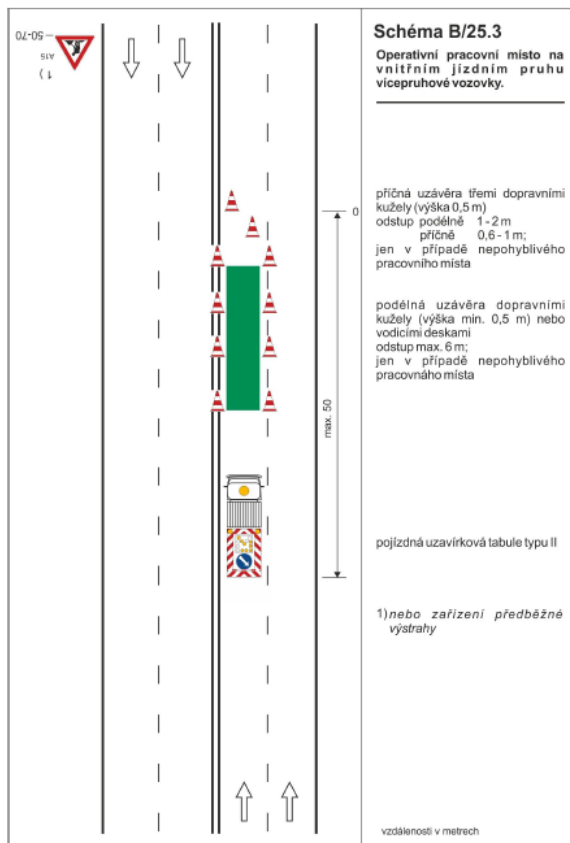 50-70
A15
1)
Schéma B/25.3
Operativní pracovní místo na
vnitřním jízdním pruhu
vícepruhové vozovky.
0
příčná uzávěra třemi dopravními
kužely (výška 0,5 m)
odstup podélně 1-2 m
příčně 0,6-1 m;
jen v případě nepohyblivého
pracovního místa
podélná uzávěra dopravními
kužely (výška min. 0,5 m) nebo
vodicími deskami
odstup max. 6 m;
jen v případě nepohyblivého
pracovnáho místa
max. 50
pojízdná uzavírková tabule typu II
1) nebo zařízení předběžné
výstrahy
vzdálenosti v metrech